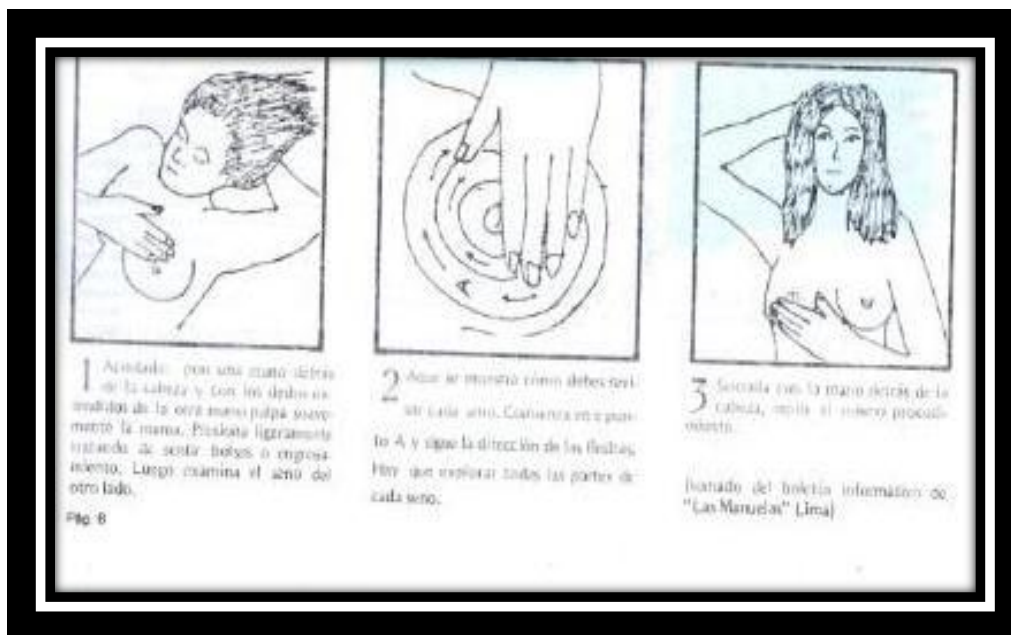 1 Acostada: pon una mano detrás
de la cabeza y con los dedos ex-
tendidos de la otra mano palpa suave-
mente la mama. Presiona ligeramente
tratando de sentir bolsas o engrosa-
miento. Luego examina el seno del
otro lado.
Pág. 8
2 Aquí se muestra cómo debes revi-
sar cada seno. Comienza en e pun-
to A y sigue la dirección de las flechas.
Hay que explorar todas las partes de
cada seno.
A
3 Sentada con la mano detrás de la
cabeza, repite el mismo procedi-
miento.
(tomado del boletín informativo de
"Las Manuelas" Lima)